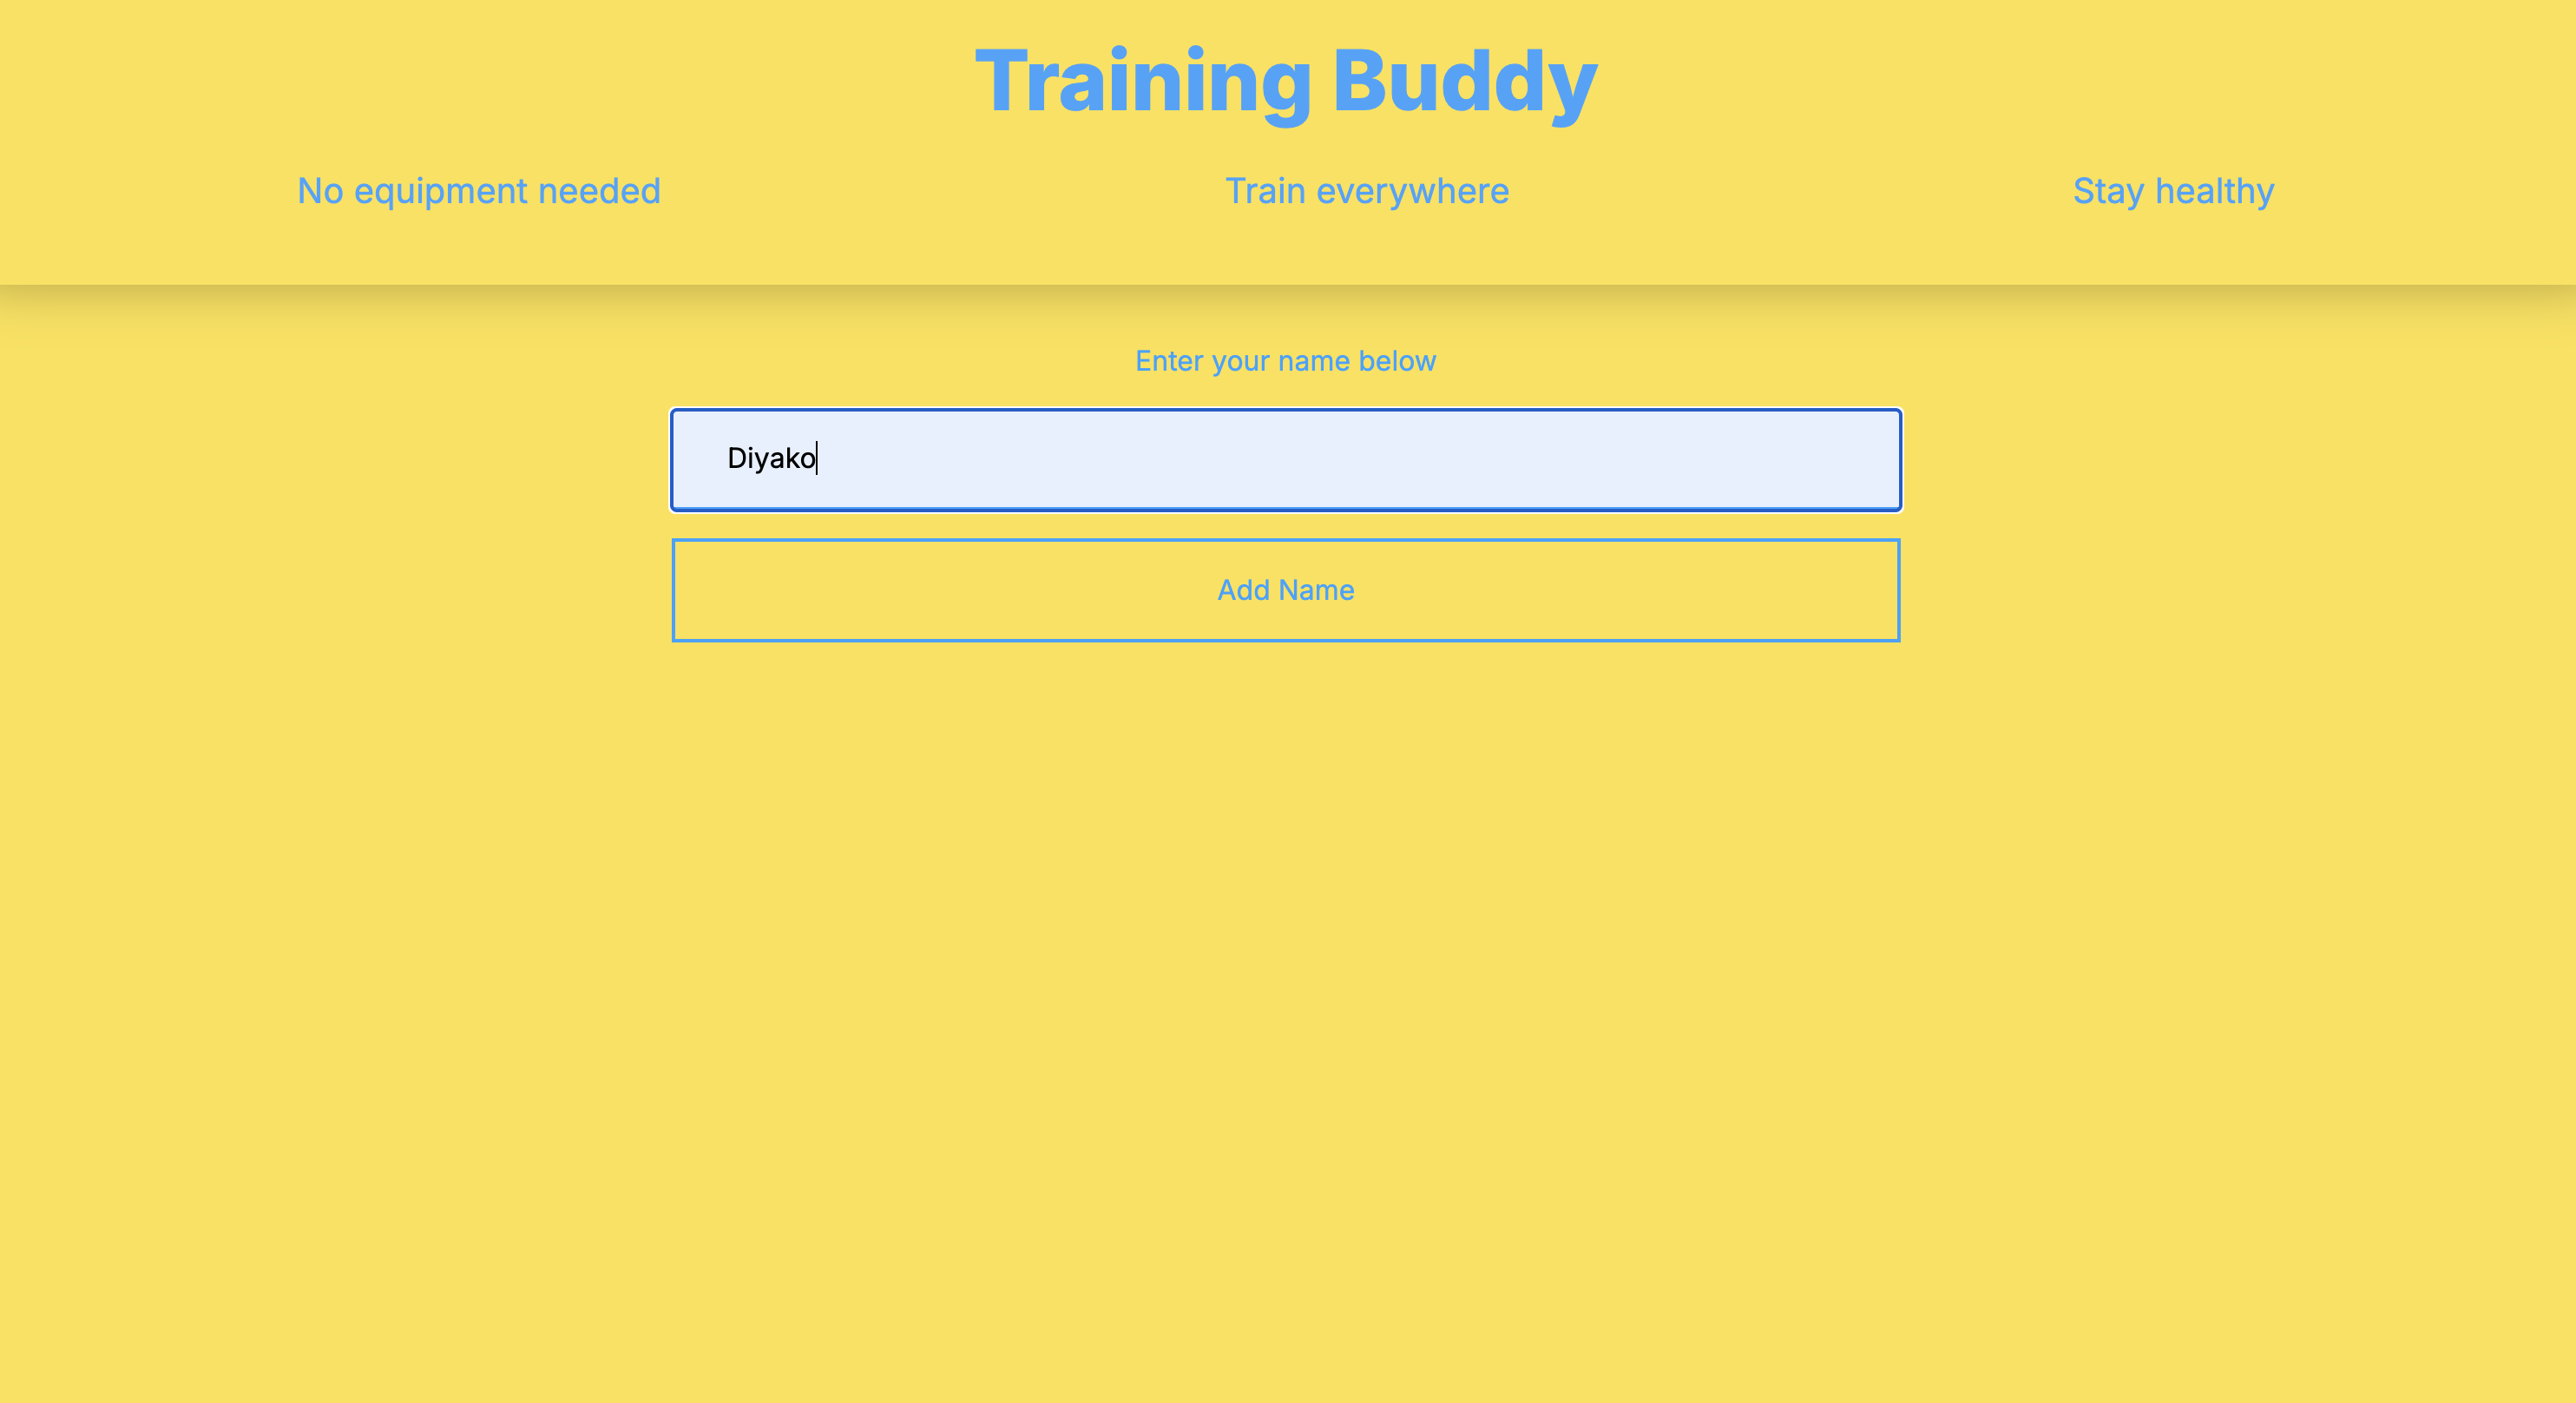 Training Buddy
No equipment needed
Train everywhere
Stay healthy
Enter your name below
Diyako
Add Name